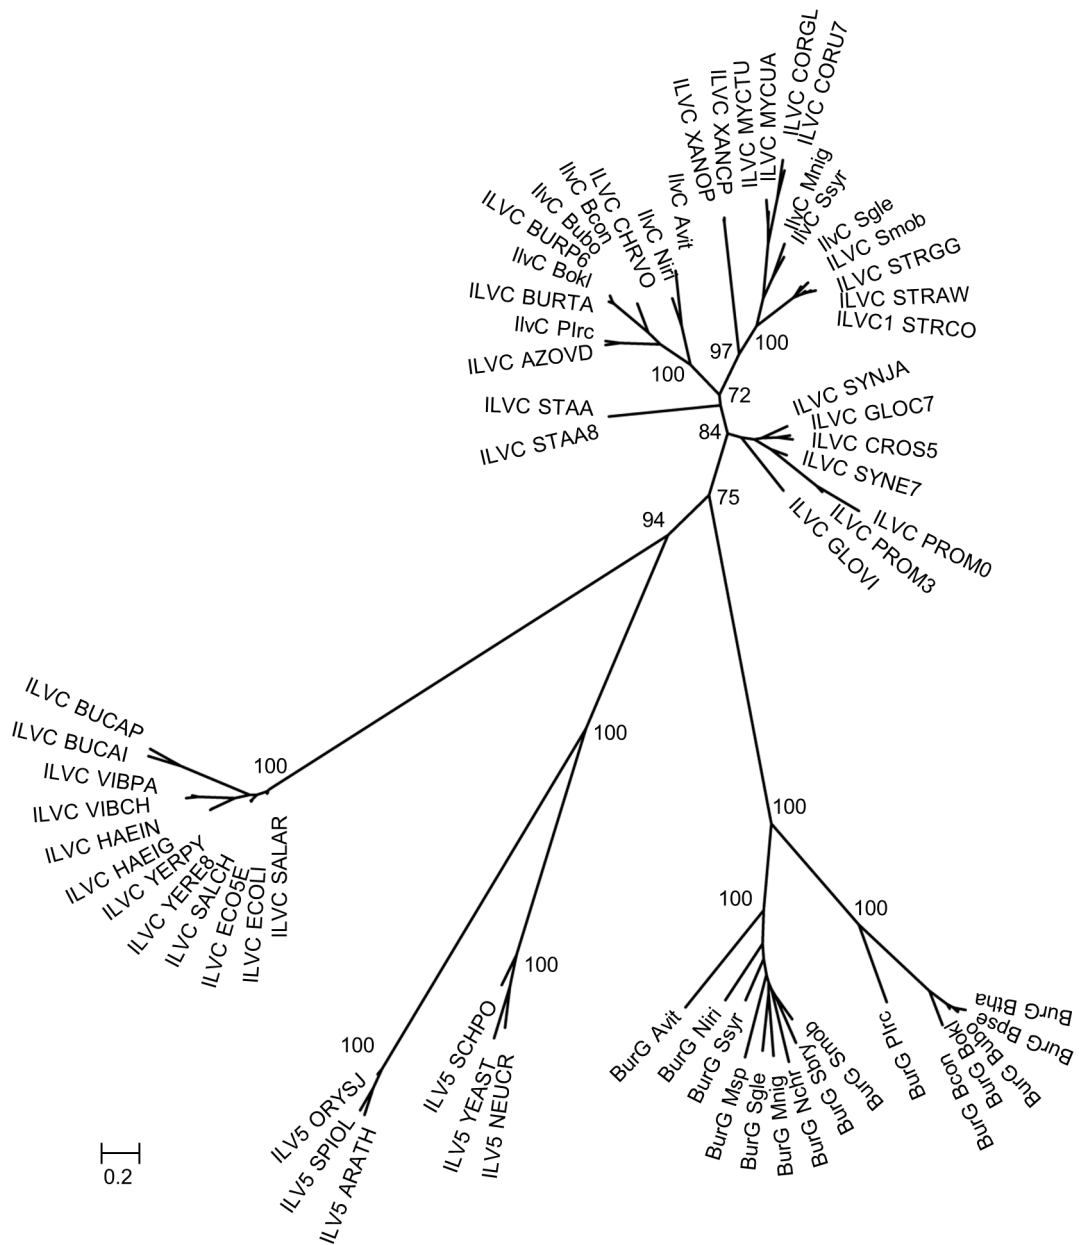 ILVC CORGL
ILVC CORU7
ILVC MYCUA
ILVC MYCTU
ILVC XANCP
ILVC XANOP
IlvC Mnig
IlvC Ssyr
IlvC Avit
IlvC Niri
ILVC CHRVO
IlvC Bcon
IlvC Bubo
ILVC BURP6
IlvC Bokl
ILVC BURTA
IlvC Plrc
ILVC AZOVD
IlvC Sgle
ILVC Smob
ILVC STRGG
ILVC STRAW
ILVC1 STRCO
97
100
100
72
ILVC STAA
ILVC STAA8
84
ILVC SYNJA
ILVC GLOC7
ILVC CROS5
ILVC SYNE7
ILVC PROM0
ILVC PROM3
ILVC GLOVI
75
94
ILVC BUCAP
ILVC BUCAI
ILVC VIBPA
ILVC VIBCH
ILVC HAEIN
ILVC HAEIG
ILVC YERPY
ILVC YERE8
ILVC SALCH
ILVC ECO5E
ILVC ECOLI
ILVC SALAR
100
100
100
100
100
100
BurG Avit
BurG Niri
BurG Ssyr
BurG Msp
BurG Sgle
BurG Mnig
BurG Nchr
BurG Sbry
BurG Smob
BurG Plrc
BurG Bcon
BurG Bokl
BurG Bubo
BurG Bpse
BurG Btha
ILV5 SCHPO
ILV5 YEAST
ILV5 NEUCR
100
ILV5 ORYSJ
ILV5 SPIOL
ILV5 ARATH
0.2